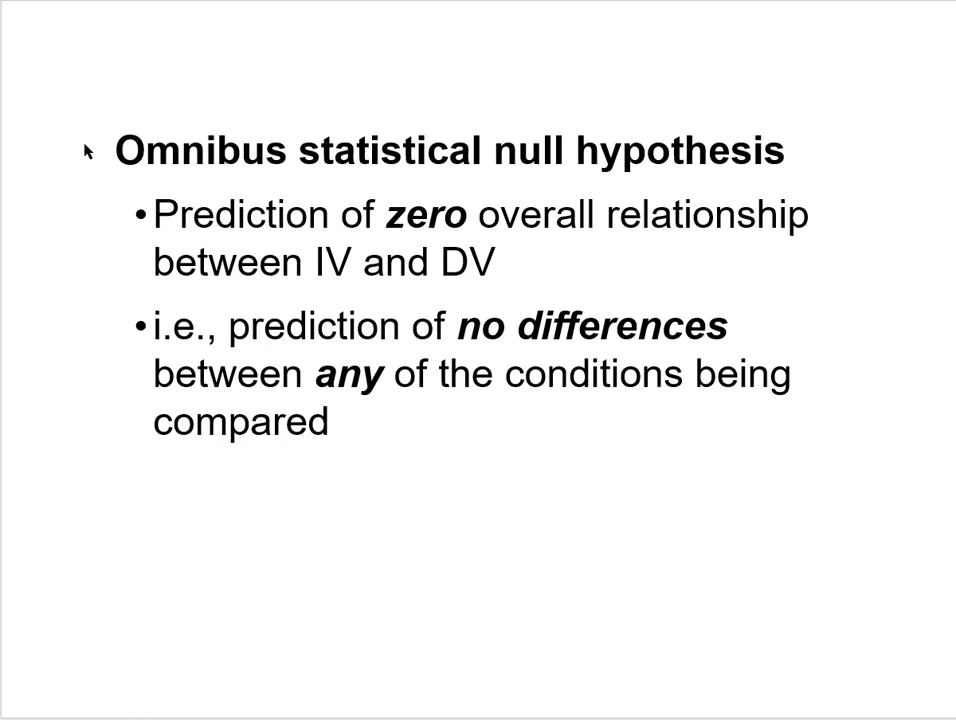 Omnibus statistical null hypothesis
•Prediction of zero overall relationship
between IV and DV
•i.e., prediction of no differences
between any of the conditions being
compared